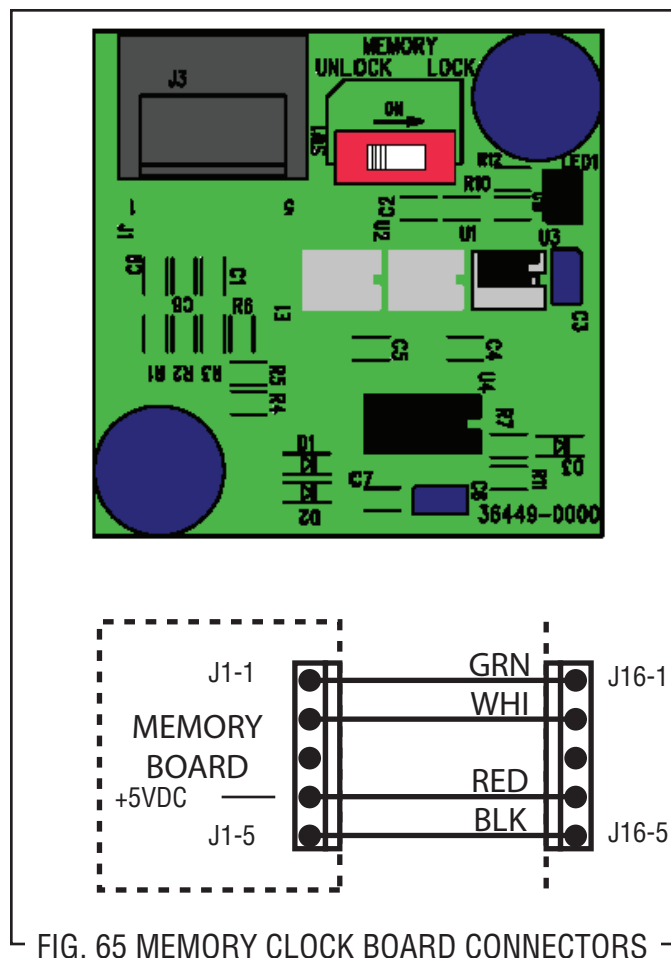 MEMORY
UNLOCK LOCK
J3
ON
SW1
R12 LED1
R10
1 5
J1
C2
U2 U1 U3
C1
C3
C8 R6
E1
R1 R2 R3
R5
R4
C5 C4
U4
R7
D1
D3
C7
R11
D2
36449-0000
J1-1 GRN J16-1
WHI
MEMORY
BOARD
+5VDC RED
BLK
J1-5 J16-5
FIG. 65 MEMORY CLOCK BOARD CONNECTORS